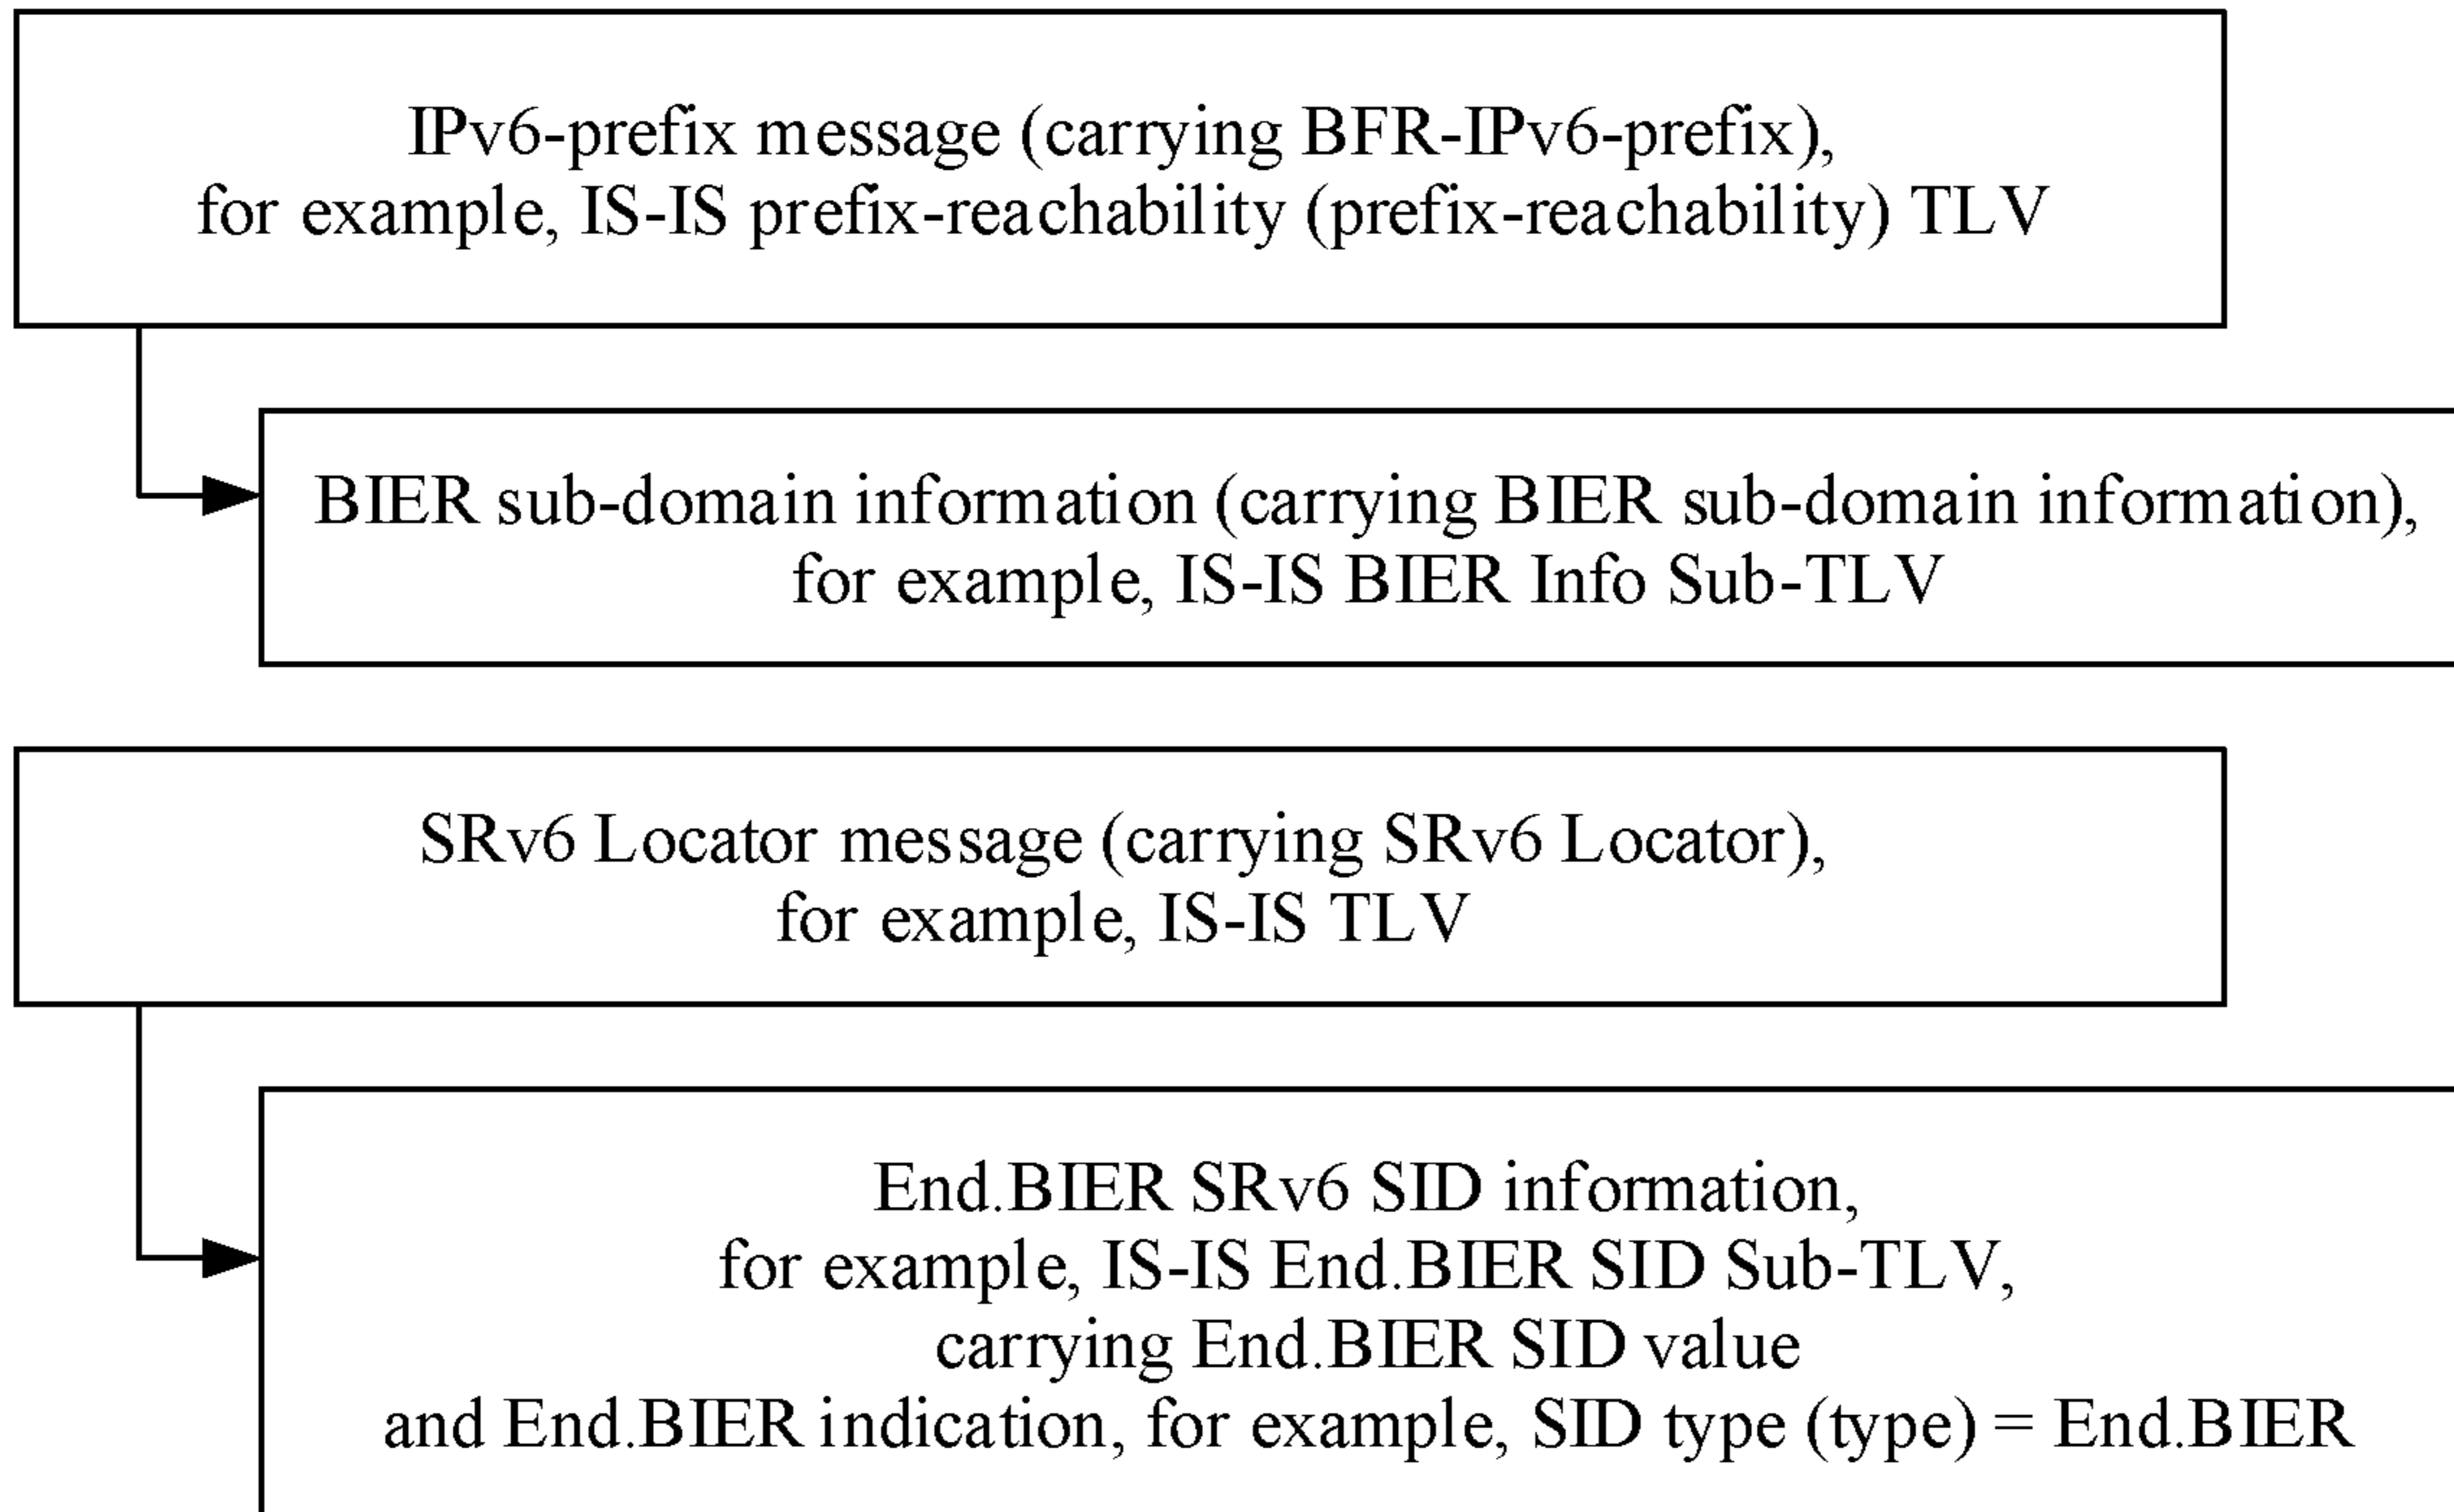 IPv6-prefix message (carrying BFR-IPv6-prefix),
for example, IS-IS prefix-reachability (prefix-reachability) TLV
BIER sub-domain information (carrying BIER sub-domain information),
for example, IS-IS BIER Info Sub-TLV
SRv6 Locator message (carrying SRv6 Locator),
for example, IS-IS TLV
End.BIER SRv6 SID information,
for example, IS-IS End.BIER SID Sub-TLV,
carrying End.BIER SID value
and End.BIER indication, for example, SID type (type) = End.BIER